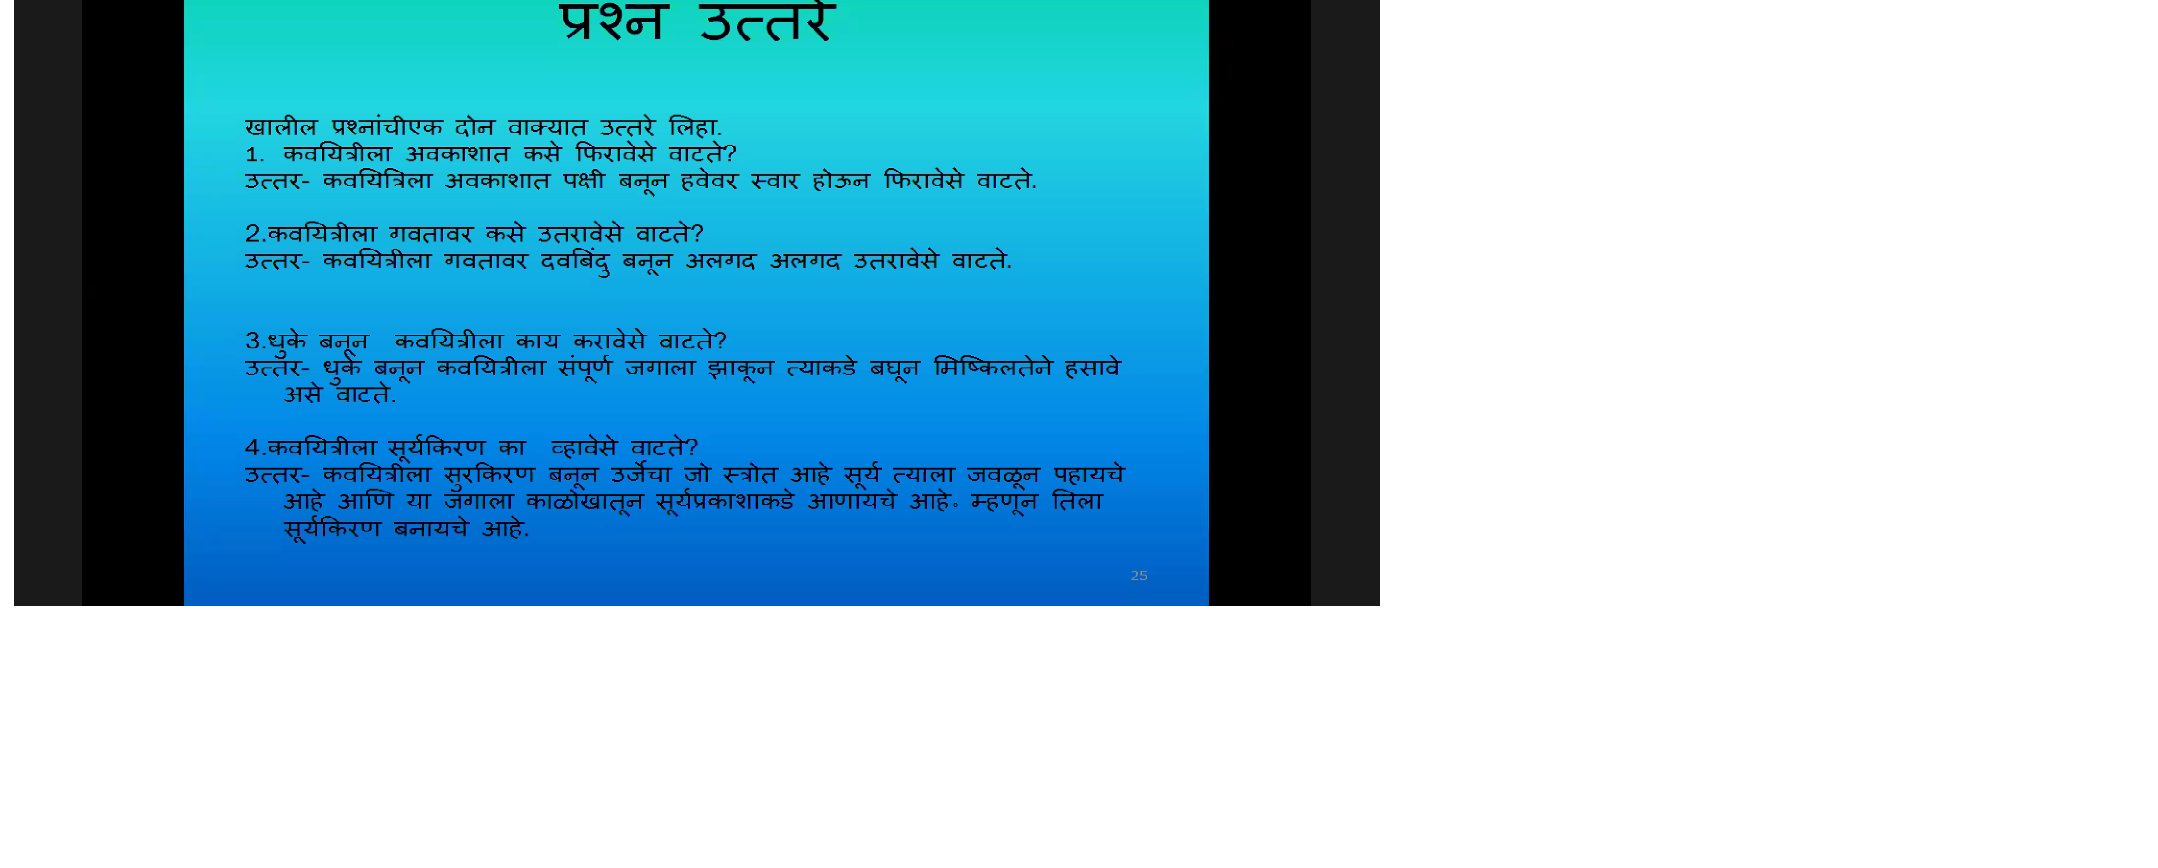 प्रश्न उत्तरे
खालील प्रश्नांचीएक दोन वाक्यात उत्तरे लिहा.
1. कवयित्रीला अवकाशात कसे फिरावेसे वाटते?
उत्तर- कवयित्रिला अवकाशात पक्षी बनून हवेवर स्वार होऊन फिरावेसे वाटते.
2.कवयित्रीला गवतावर कसे उतरावेसे वाटते?
उत्तर- कवयित्रीला गवतावर दवबिंदु बनून अलगद अलगद उतरावेसे वाटते.
3.धुके बनून कवयित्रीला काय करावेसे वाटते?
उत्तर- धुके बनून कवयित्रीला संपूर्ण जगाला झाकून त्याकडे बघून मिष्किलतेने हसावे
असे वाटते.
4.कवयित्रीला सूर्यकिरण का व्हावेसे वाटते?
उत्तर- कवयित्रीला सुरकिरण बनून उर्जेचा जो स्त्रोत आहे सूर्य त्याला जवळून पहायचे
आहे आणि या जगाला काळोखातून सूर्यप्रकाशाकडे आणायचे आहे॰ म्हणून तिला
सूर्यकिरण बनायचे आहे.
25